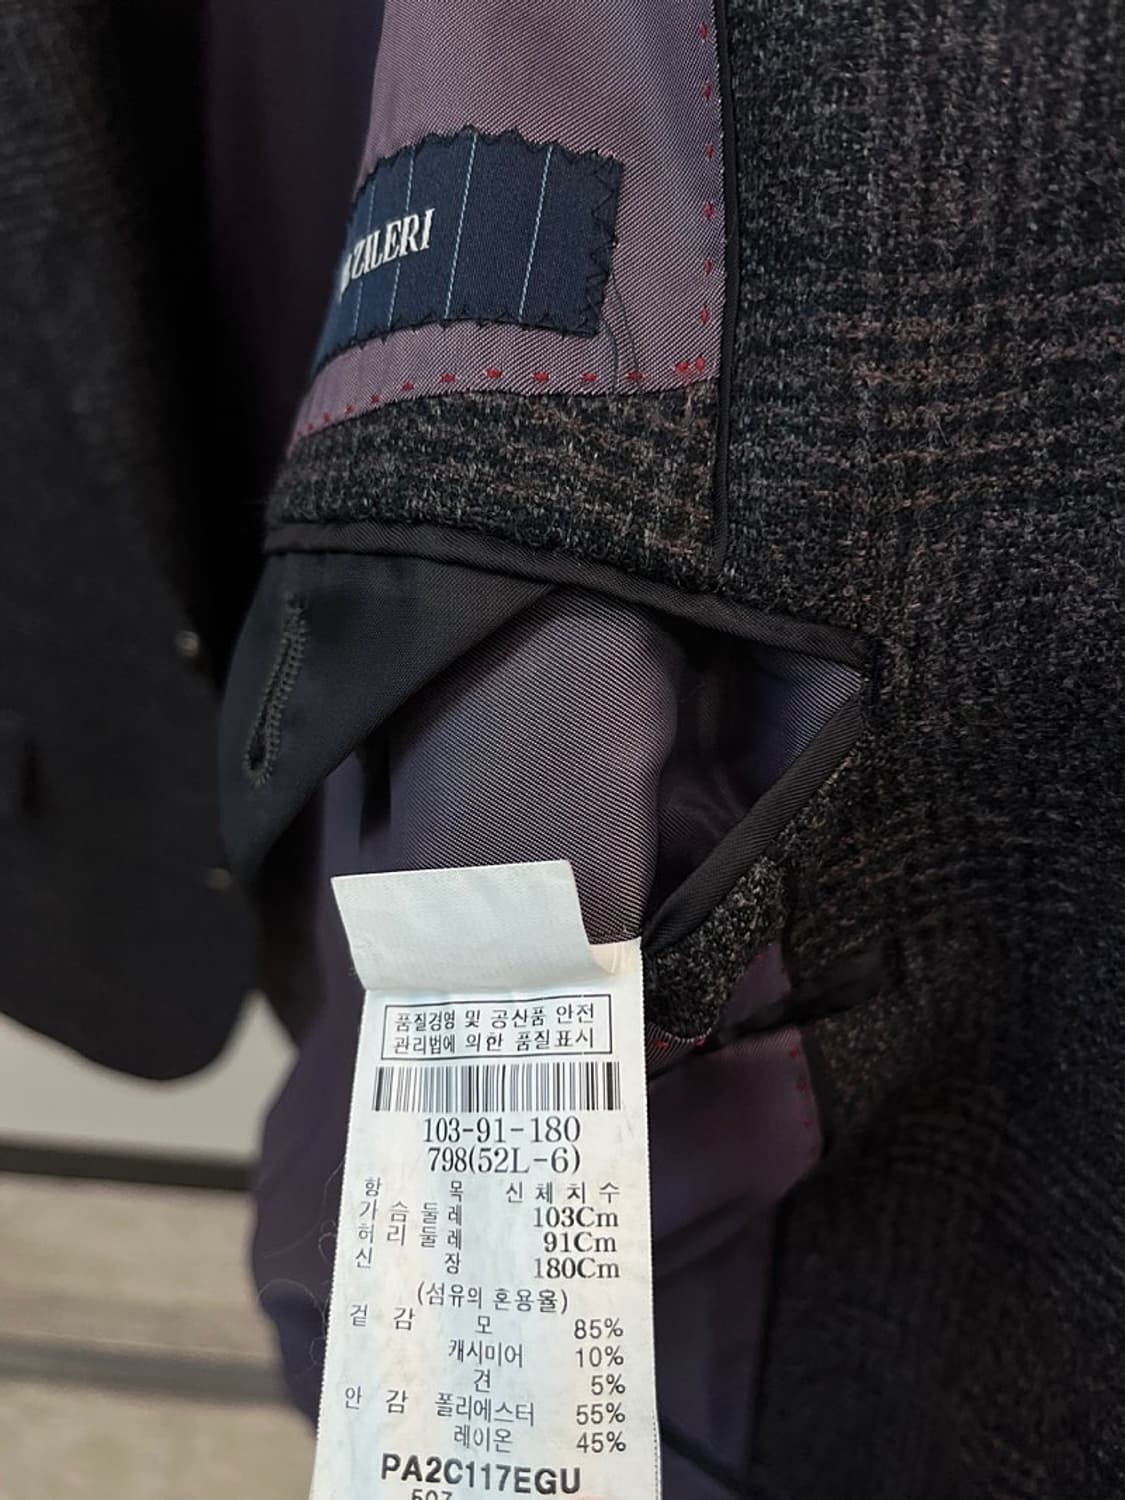 ZILERI
품질경영 및 공산품 안전
관리법에 의한 품질표시
103-91-180
798(52L-6)
항 목 신체치수
가슴둘레 103Cm
허리둘레 91Cm
신 장 180Cm
(섬유의 혼용율)
겉 감 모 85%
캐시미어 10%
견 5%
안 감 폴리에스터 55%
레이온 45%
PA2C117EGU